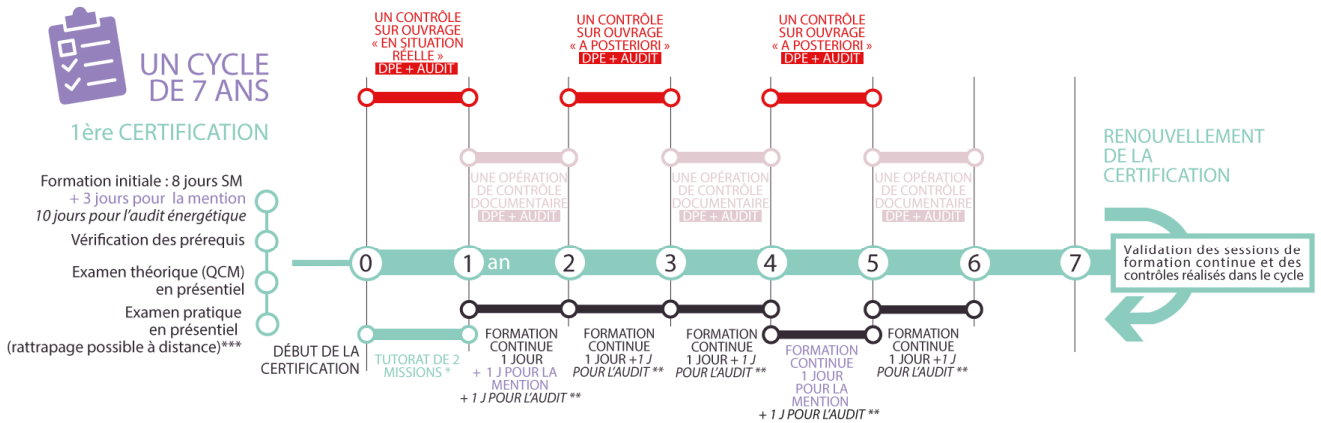 UN CYCLE
DE 7 ANS
1ère CERTIFICATION
Formation initiale : 8 jours SM
+ 3 jours pour la mention
10 jours pour l'audit énergétique
Vérification des prérequis
Examen théorique (QCM)
en présentiel
Examen pratique
en présentiel
(rattrapage possible à distance)***
UN CONTRÔLE
SUR OUVRAGE
« EN SITUATION
RÉELLE »
DPE + AUDIT
UN CONTRÔLE
SUR OUVRAGE
« A POSTERIORI »
DPE + AUDIT
UN CONTRÔLE
SUR OUVRAGE
« A POSTERIORI »
DPE + AUDIT
UNE OPÉRATION
DE CONTRÔLE
DOCUMENTAIRE
DPE + AUDIT
UNE OPÉRATION
DE CONTRÔLE
DOCUMENTAIRE
DPE + AUDIT
UNE OPÉRATION
DE CONTRÔLE
DOCUMENTAIRE
DPE + AUDIT
0 1 an 2 3 4 5 6 7
DÉBUT DE LA
CERTIFICATION
TUTORAT DE 2
MISSIONS *
FORMATION
CONTINUE
1 JOUR
+ 1 J POUR LA
MENTION
+ 1 J POUR L'AUDIT **
FORMATION
CONTINUE
1 JOUR +1 J
POUR L'AUDIT **
FORMATION
CONTINUE
1 JOUR + 1 J
POUR L'AUDIT **
FORMATION
CONTINUE
1 JOUR
POUR LA
MENTION
+ 1 J POUR L'AUDIT **
FORMATION
CONTINUE
1 JOUR +1 J
POUR L'AUDIT **
RENOUVELLEMENT
DE LA
CERTIFICATION
Validation des sessions de
formation continue et des
contrôles réalisés dans le cycle